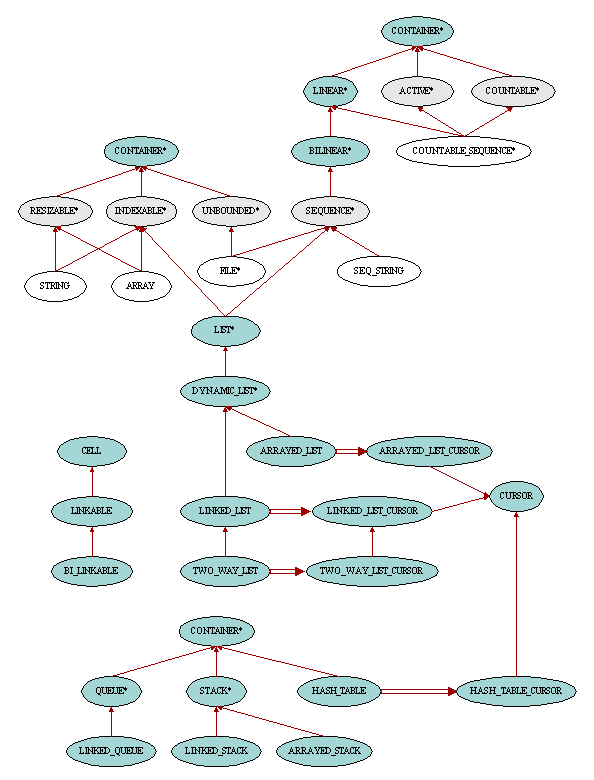 CONTAINER*
LINEAR*
ACTIVE*
COUNTABLE*
CONTAINER*
BILINEAR*
COUNTABLE_SEQUENCE*
RESIZABLE*
INDEXABLE*
UNBOUNDED*
SEQUENCE*
STRING
ARRAY
FILE*
SEQ_STRING
LIST*
DYNAMIC_LIST*
CELL
ARRAYED_LIST
ARRAYED_LIST_CURSOR
CURSOR
LINKABLE
LINKED_LIST
LINKED_LIST_CURSOR
BI_LINKABLE
TWO_WAY_LIST
TWO_WAY_LIST_CURSOR
CONTAINER*
QUEUE*
STACK*
HASH_TABLE
HASH_TABLE_CURSOR
LINKED_QUEUE
LINKED_STACK
ARRAYED_STACK